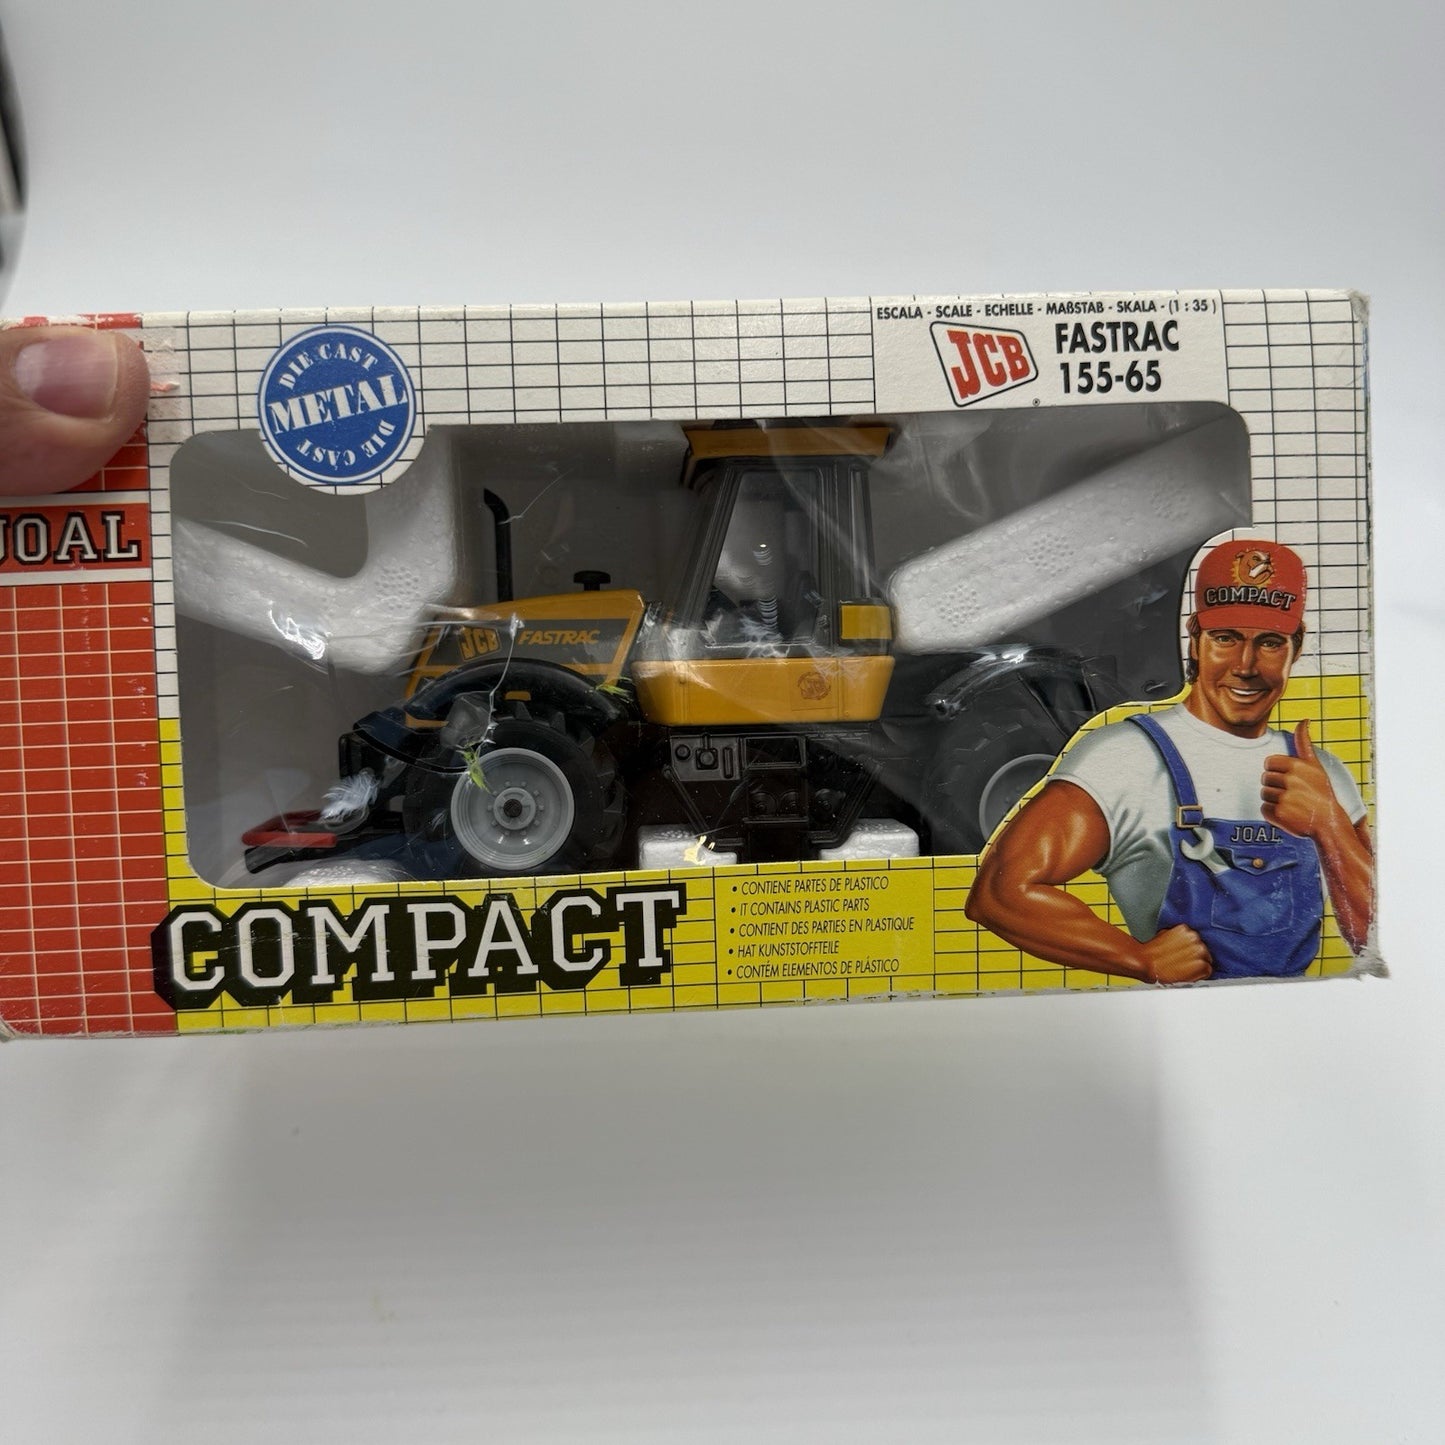 ESCALA - SCALE - ECHELLE - MAßSTAB - SKALA - (1 : 35 )
JCB
FASTRAC
155-65
DIE CAST
METAL
DIE CAST
JOAL
JCB FASTRAC
COMPACT
JOAL
COMPACT
• CONTIENE PARTES DE PLASTICO
• IT CONTAINS PLASTIC PARTS
• CONTIENT DES PARTIES EN PLASTIQUE
• HAT KUNSTSTOFFTEILE
• CONTÉM ELEMENTOS DE PLÁSTICO